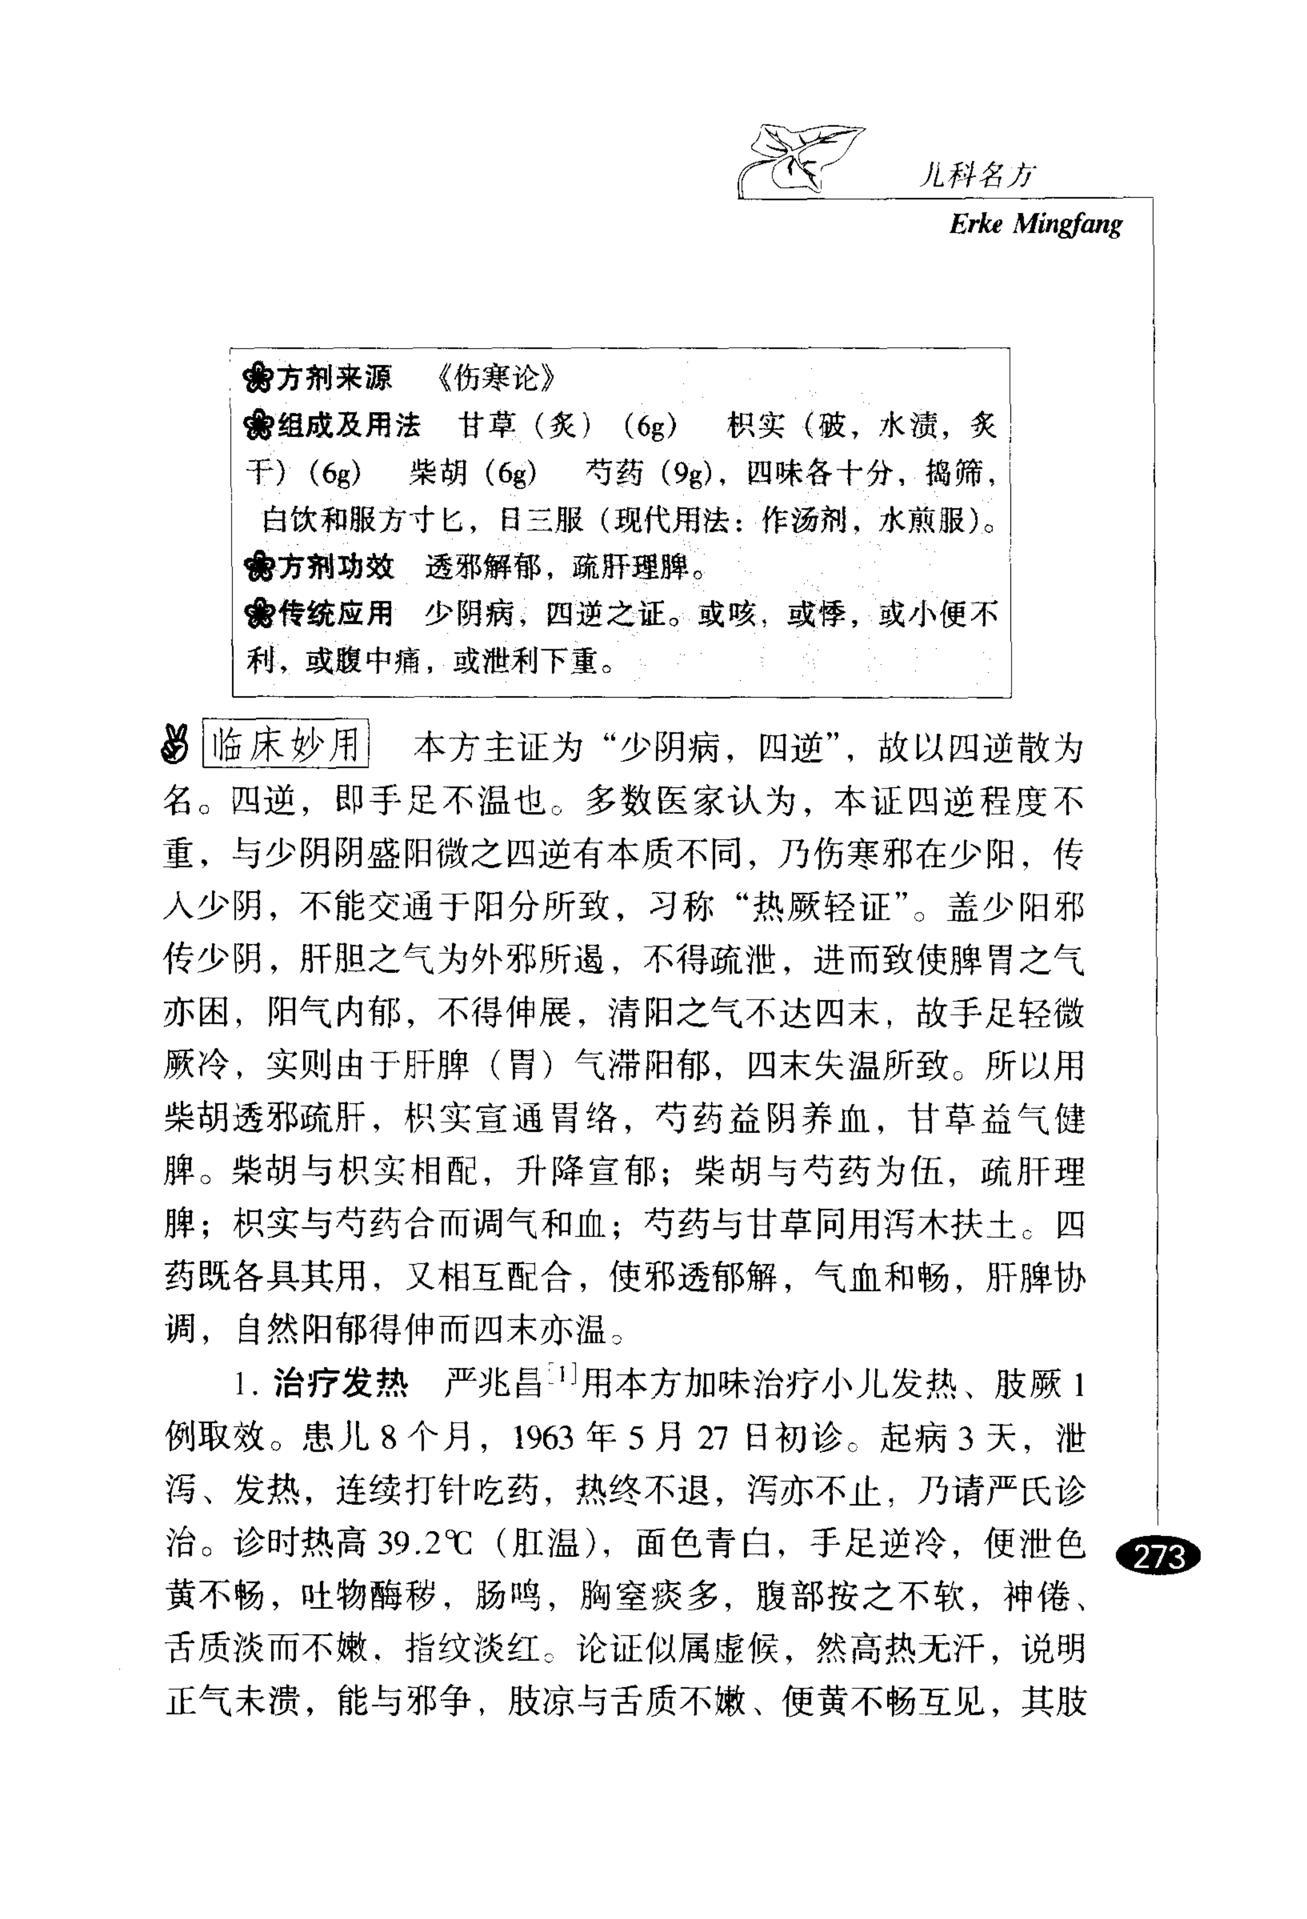 儿科名方
Erke Mingfang
方剂来源 《伤寒论》
组成及用法 甘草（炙）（6g） 枳实（破，水渍，炙
干）（6g） 柴胡（6g） 芍药（9g），四味各十分，捣筛，
白饮和服方寸匕，日三服（现代用法：作汤剂，水煎服）。
方剂功效 透邪解郁，疏肝理脾。
传统应用 少阴病，四逆之证。或咳，或悸，或小便不
利，或腹中痛，或泄利下重。
临床妙用 本方主证为“少阴病，四逆”，故以四逆散为
名。四逆，即手足不温也。多数医家认为，本证四逆程度不
重，与少阴阴盛阳微之四逆有本质不同，乃伤寒邪在少阳，传
入少阴，不能交通于阳分所致，习称“热厥轻证”。盖少阳邪
传少阴，肝胆之气为外邪所遏，不得疏泄，进而致使脾胃之气
亦困，阳气内郁，不得伸展，清阳之气不达四末，故手足轻微
厥冷，实则由于肝脾（胃）气滞阳郁，四末失温所致。所以用
柴胡透邪疏肝，枳实宣通胃络，芍药益阴养血，甘草益气健
脾。柴胡与枳实相配，升降宣郁；柴胡与芍药为伍，疏肝理
脾；枳实与芍药合而调气和血；芍药与甘草同用泻木扶土。四
药既各具其用，又相互配合，使邪透郁解，气血和畅，肝脾协
调，自然阳郁得伸而四末亦温。
1. 治疗发热 严兆昌[1]用本方加味治疗小儿发热、肢厥 1
例取效。患儿 8 个月，1963 年 5 月 27 日初诊。起病 3 天，泄
泻、发热，连续打针吃药，热终不退，泻亦不止，乃请严氏诊
治。诊时热高 39.2℃（肛温），面色青白，手足逆冷，便泄色
黄不畅，吐物酶秽，肠鸣，胸窒痰多，腹部按之不软，神倦、
舌质淡而不嫩，指纹淡红。论证似属虚候，然高热无汗，说明
正气未溃，能与邪争，肢凉与舌质不嫩、便黄不畅互见，其肢
273